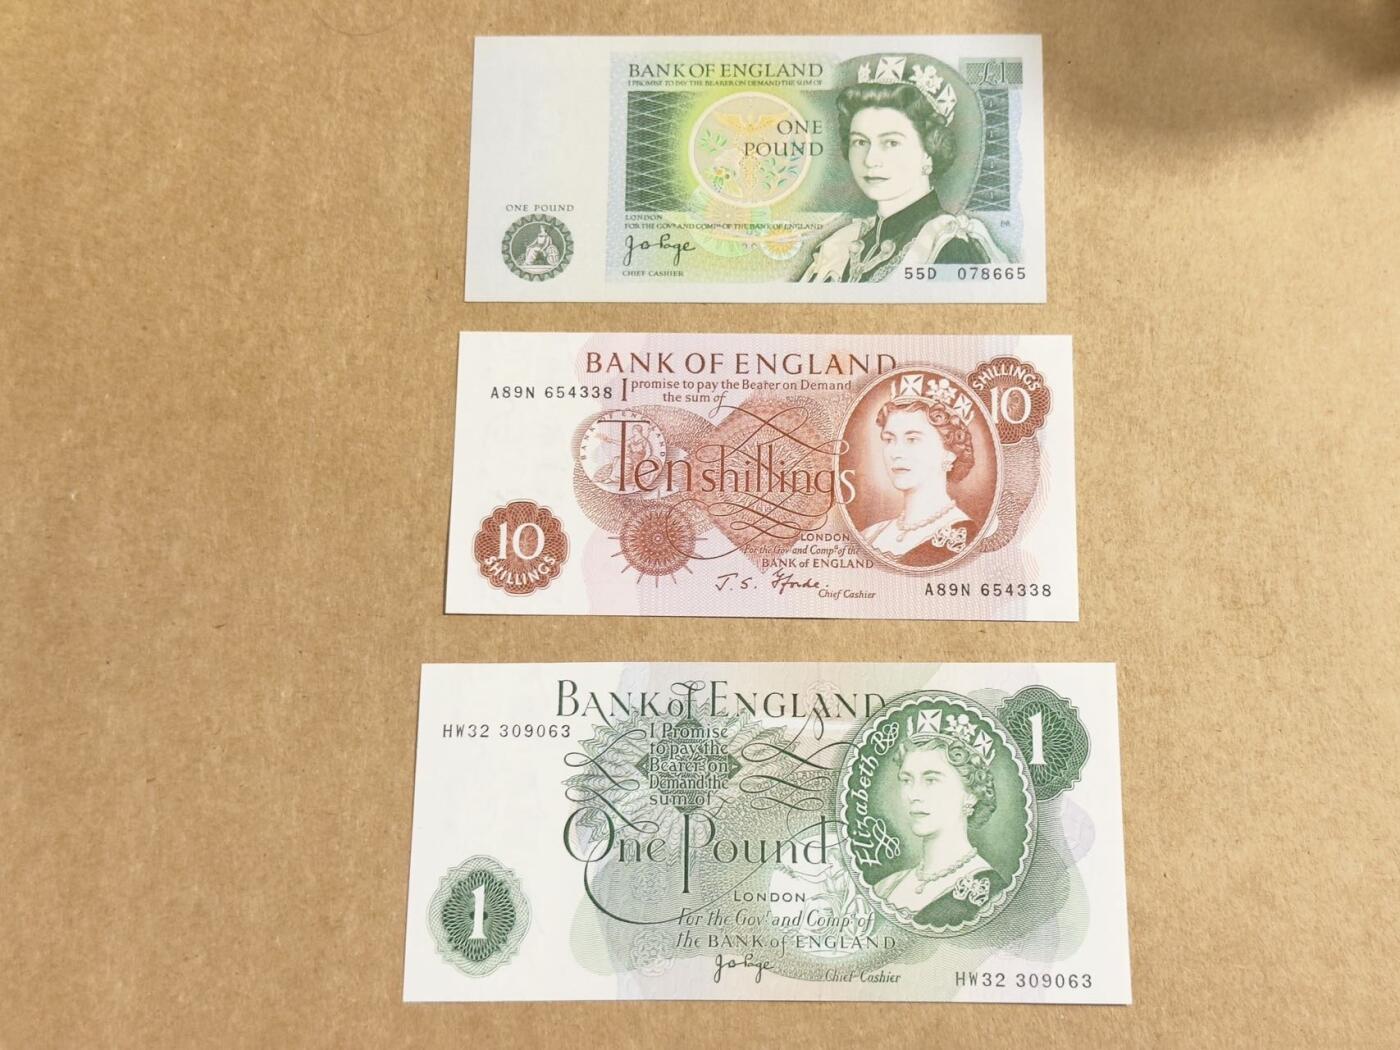 BANK OF ENGLAND
£1
I PROMISE TO PAY THE BEARER ON DEMAND THE SUM OF
ONE
POUND
ONE POUND
LONDON
FOR THE GOVR AND COMPA OF THE BANK OF ENGLAND
J B Page
CHIEF CASHIER
55D 078665
BANK OF ENGLAND
A89N 654338
I promise to pay the Bearer on Demand
the sum of
10
SHILLINGS
BANK OF ENGLAND
Ten shillings
10
SHILLINGS
LONDON
For the Govr and Compa of the
BANK OF ENGLAND
J. S. Fforde.
Chief Cashier
A89N 654338
BANK of ENGLAND
HW32 309063
I Promise
to pay the
Bearer on
Demand the
sum of
One Pound
Elizabeth R
1
1
LONDON
For the Govr and Compa of
the BANK of ENGLAND
J B Page
Chief Cashier
HW32 309063